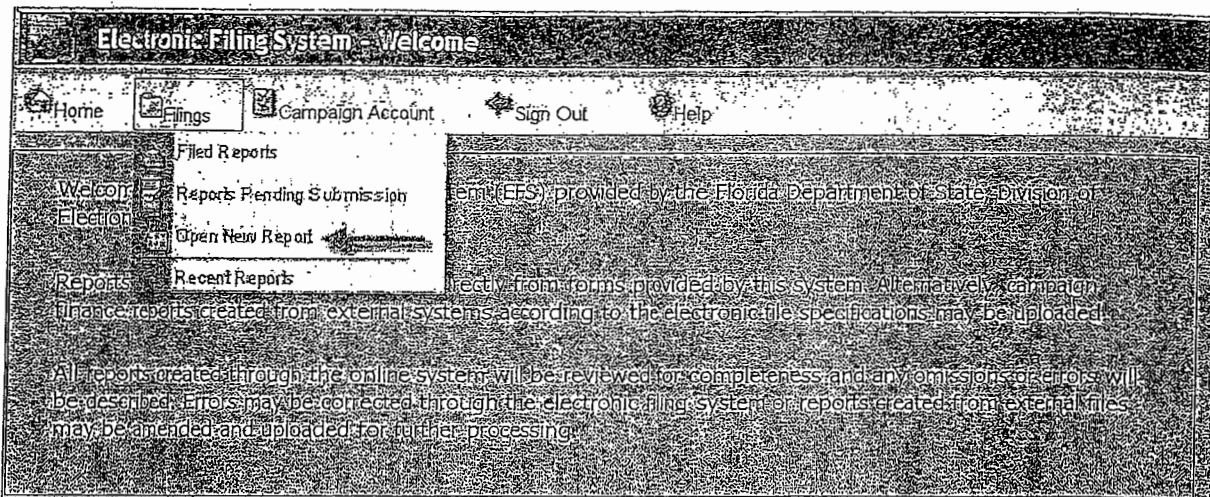 Electronic Filing System - Welcome
Home Filings Campaign Account Sign Out Help
Filed Reports
Reports Pending Submission
Open New Report
Recent Reports
Welcom em (EFS) provided by the Florida Department of State, Division of
Election
Reports rectly from forms provided by this system. Alternatively, campaign
finance reports created from external systems according to the electronic file specifications may be uploaded.
All reports created through the online system will be reviewed for completeness and any omissions or errors will
be described. Errors may be corrected through the electronic filing system or reports created from external files
may be amended and uploaded for further processing.